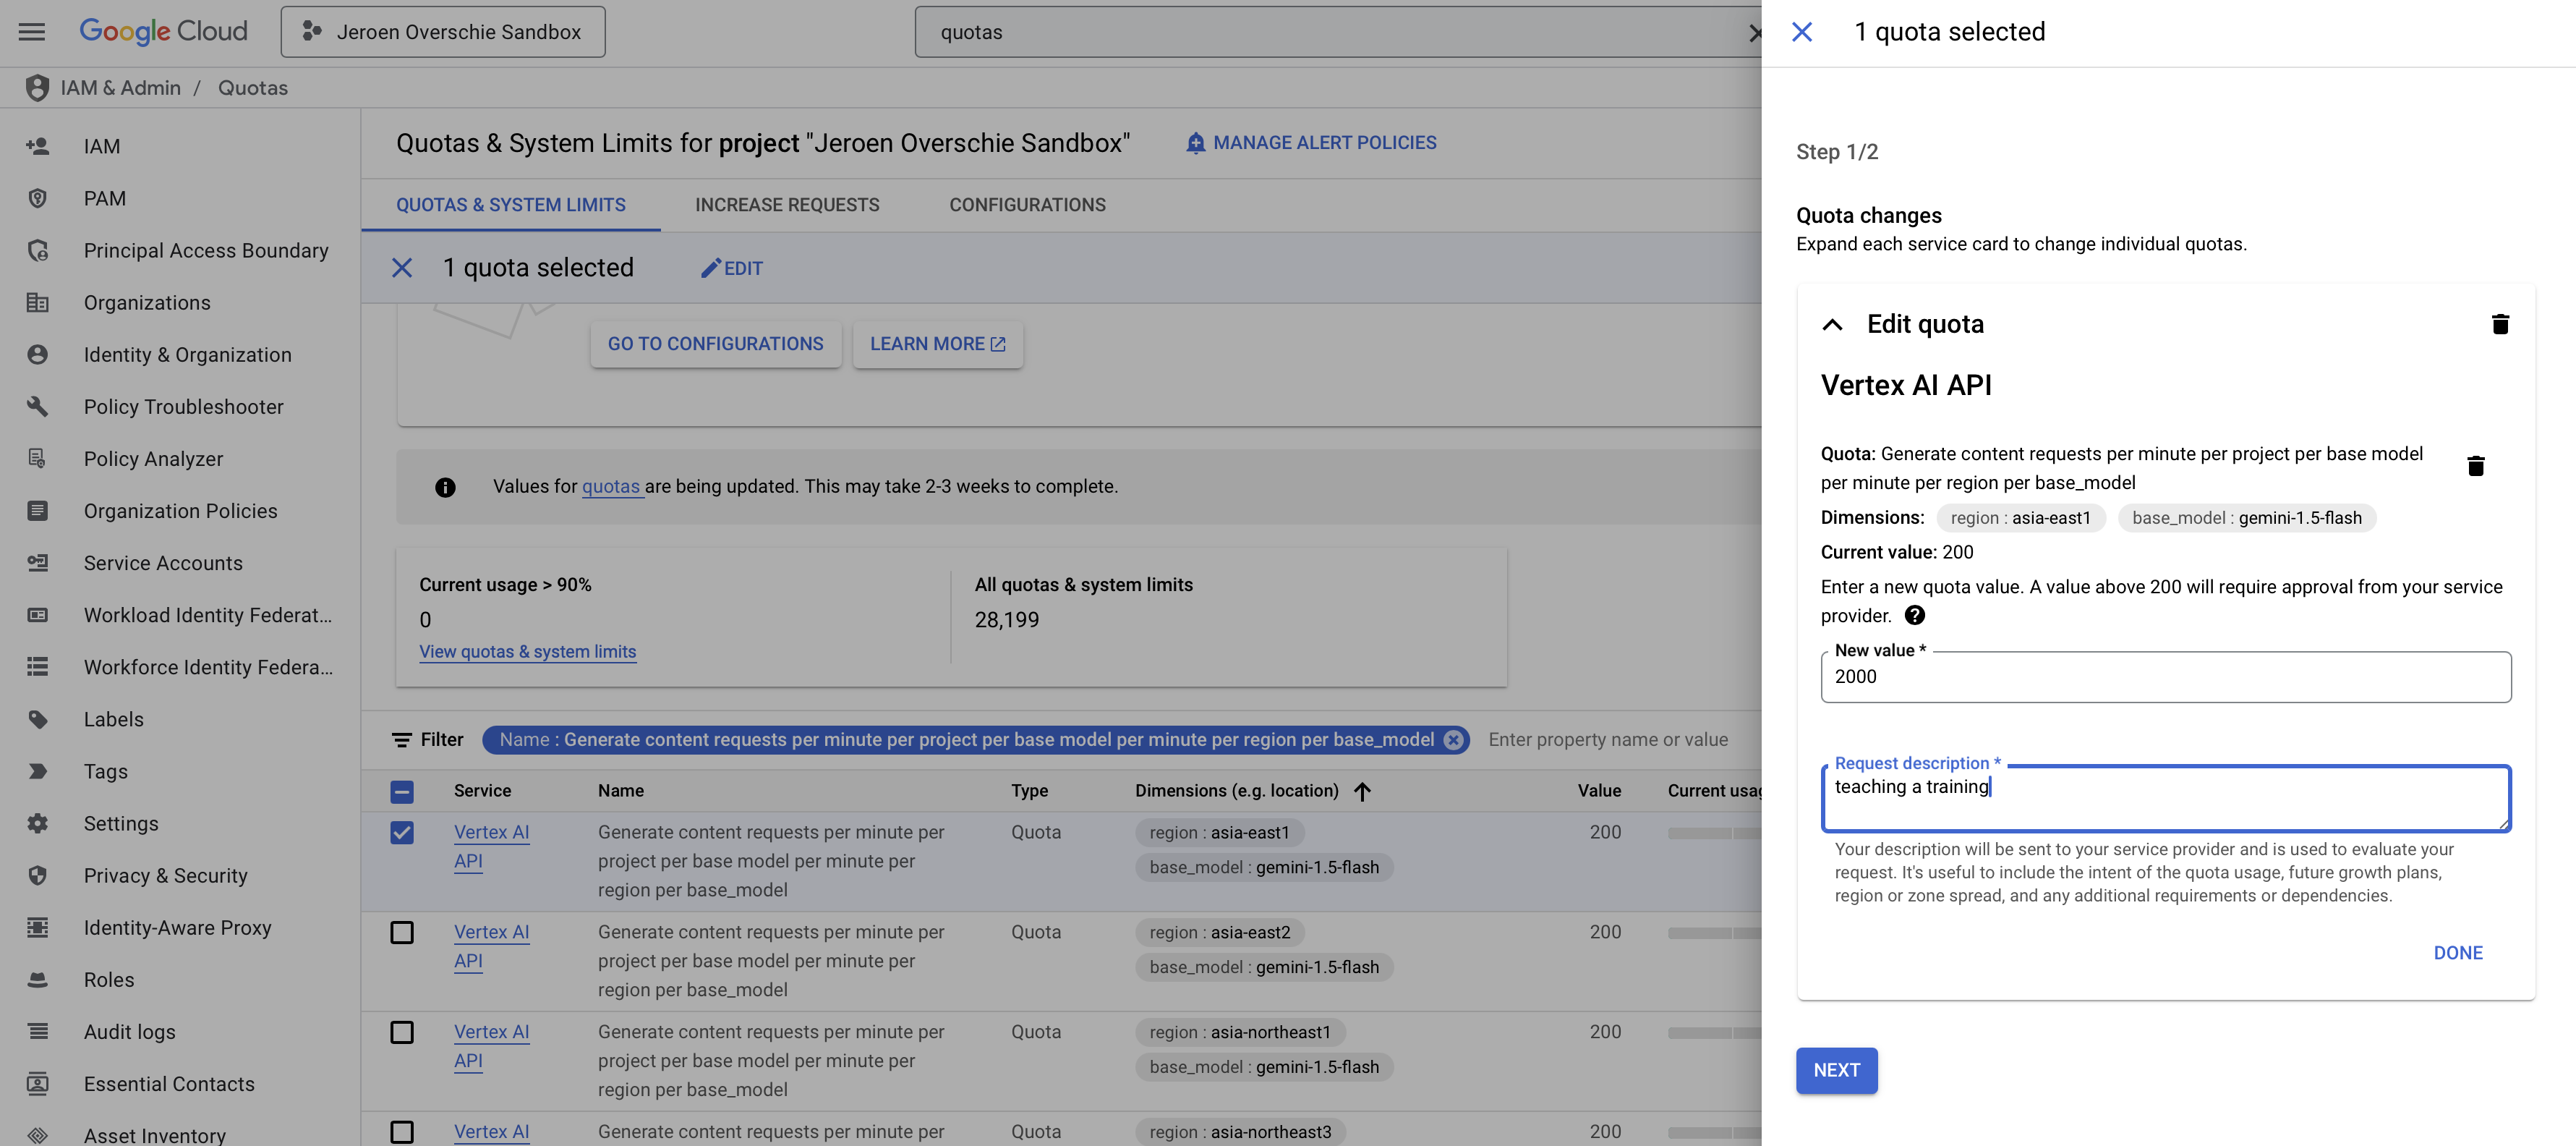 Google Cloud
Jeroen Overschie Sandbox
quotas
IAM & Admin / Quotas
IAM
PAM
Principal Access Boundary
Organizations
Identity & Organization
Policy Troubleshooter
Policy Analyzer
Organization Policies
Service Accounts
Workload Identity Federat...
Workforce Identity Federa...
Labels
Tags
Settings
Privacy & Security
Identity-Aware Proxy
Roles
Audit logs
Essential Contacts
Asset Inventory
Quotas & System Limits for project "Jeroen Overschie Sandbox"
MANAGE ALERT POLICIES
QUOTAS & SYSTEM LIMITS
INCREASE REQUESTS
CONFIGURATIONS
1 quota selected
EDIT
GO TO CONFIGURATIONS
LEARN MORE
Values for quotas are being updated. This may take 2-3 weeks to complete.
Current usage > 90%
0
View quotas & system limits
All quotas & system limits
28,199
Filter
Name : Generate content requests per minute per project per base model per minute per region per base_model
Enter property name or value
Service
Name
Type
Dimensions (e.g. location)
Value
Current usag
Vertex AI
API
Generate content requests per minute per
project per base model per minute per
region per base_model
Quota
region : asia-east1
base_model : gemini-1.5-flash
200
Vertex AI
API
Generate content requests per minute per
project per base model per minute per
region per base_model
Quota
region : asia-east2
base_model : gemini-1.5-flash
200
Vertex AI
API
Generate content requests per minute per
project per base model per minute per
region per base_model
Quota
region : asia-northeast1
base_model : gemini-1.5-flash
200
Vertex AI
Generate content requests per minute per
Quota
region : asia-northeast3
200
1 quota selected
Step 1/2
Quota changes
Expand each service card to change individual quotas.
Edit quota
Vertex AI API
Quota: Generate content requests per minute per project per base model
per minute per region per base_model
Dimensions: region : asia-east1 base_model : gemini-1.5-flash
Current value: 200
Enter a new quota value. A value above 200 will require approval from your service
provider.
New value *
2000
Request description *
teaching a training
Your description will be sent to your service provider and is used to evaluate your
request. It's useful to include the intent of the quota usage, future growth plans,
region or zone spread, and any additional requirements or dependencies.
DONE
NEXT